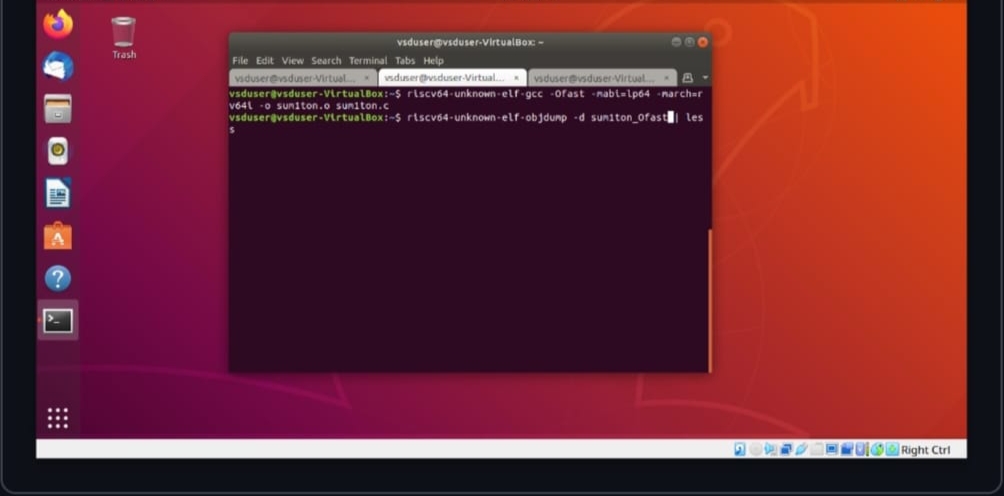 Trash
vsduser@vsduser-VirtualBox: ~
File Edit View Search Terminal Tabs Help
vsduser@vsduser-Virtual... × vsduser@vsduser-Virtual... × vsduser@vsduser-Virtual... ×
vsduser@vsduser-VirtualBox:~$ riscv64-unknown-elf-gcc -Ofast -mabi=lp64 -march=r
v64i -o sum1ton.o sum1ton.c
vsduser@vsduser-VirtualBox:~$ riscv64-unknown-elf-objdump -d sum1ton_Ofast | les
s
Right Ctrl